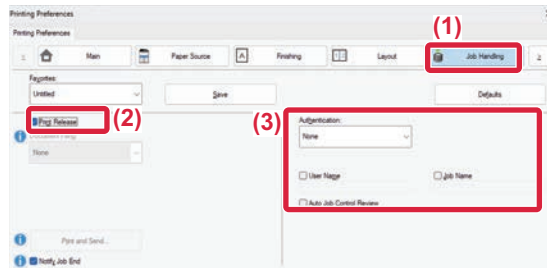 Printing Preferences
Printing Preferences
(1)
Main
Paper Source
Finishing
Layout
Job Handling
Favorites:
Untitled
Save
Defaults
Print Release
(2)
(3)
Authentication:
None
None
User Name
Job Name
Auto Job Control Review
Print and Send...
Notify Job End